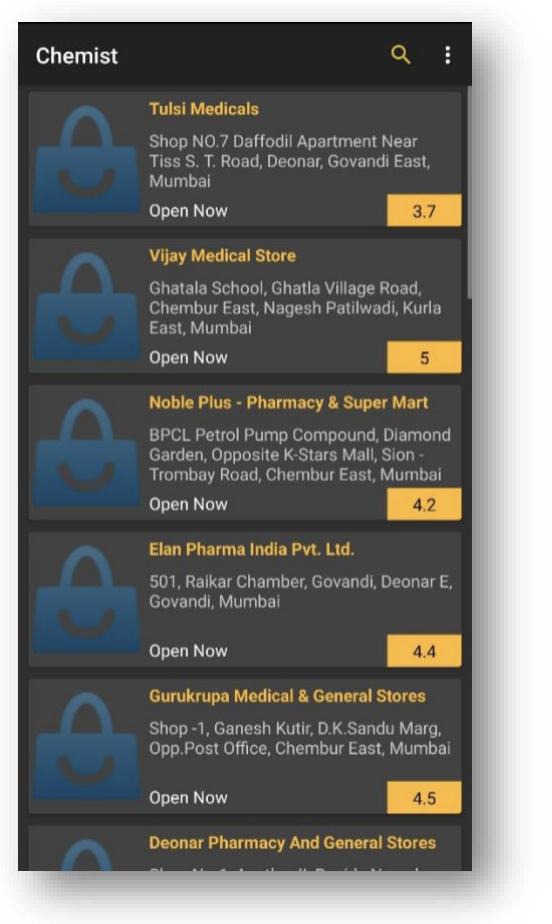 Chemist
Tulsi Medicals
Shop NO.7 Daffodil Apartment Near
Tiss S. T. Road, Deonar, Govandi East,
Mumbai
Open Now
3.7
Vijay Medical Store
Ghatala School, Ghatla Village Road,
Chembur East, Nagesh Patilwadi, Kurla
East, Mumbai
Open Now
5
Noble Plus - Pharmacy & Super Mart
BPCL Petrol Pump Compound, Diamond
Garden, Opposite K-Stars Mall, Sion -
Trombay Road, Chembur East, Mumbai
Open Now
4.2
Elan Pharma India Pvt. Ltd.
501, Raikar Chamber, Govandi, Deonar E,
Govandi, Mumbai
Open Now
4.4
Gurukrupa Medical & General Stores
Shop -1, Ganesh Kutir, D.K.Sandu Marg,
Opp.Post Office, Chembur East, Mumbai
Open Now
4.5
Deonar Pharmacy And General Stores